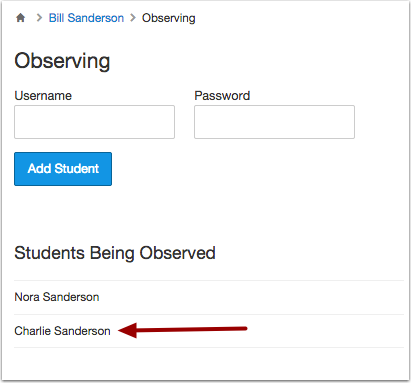 Bill Sanderson Observing
Observing
Username Password
Add Student
Students Being Observed
Nora Sanderson
Charlie Sanderson